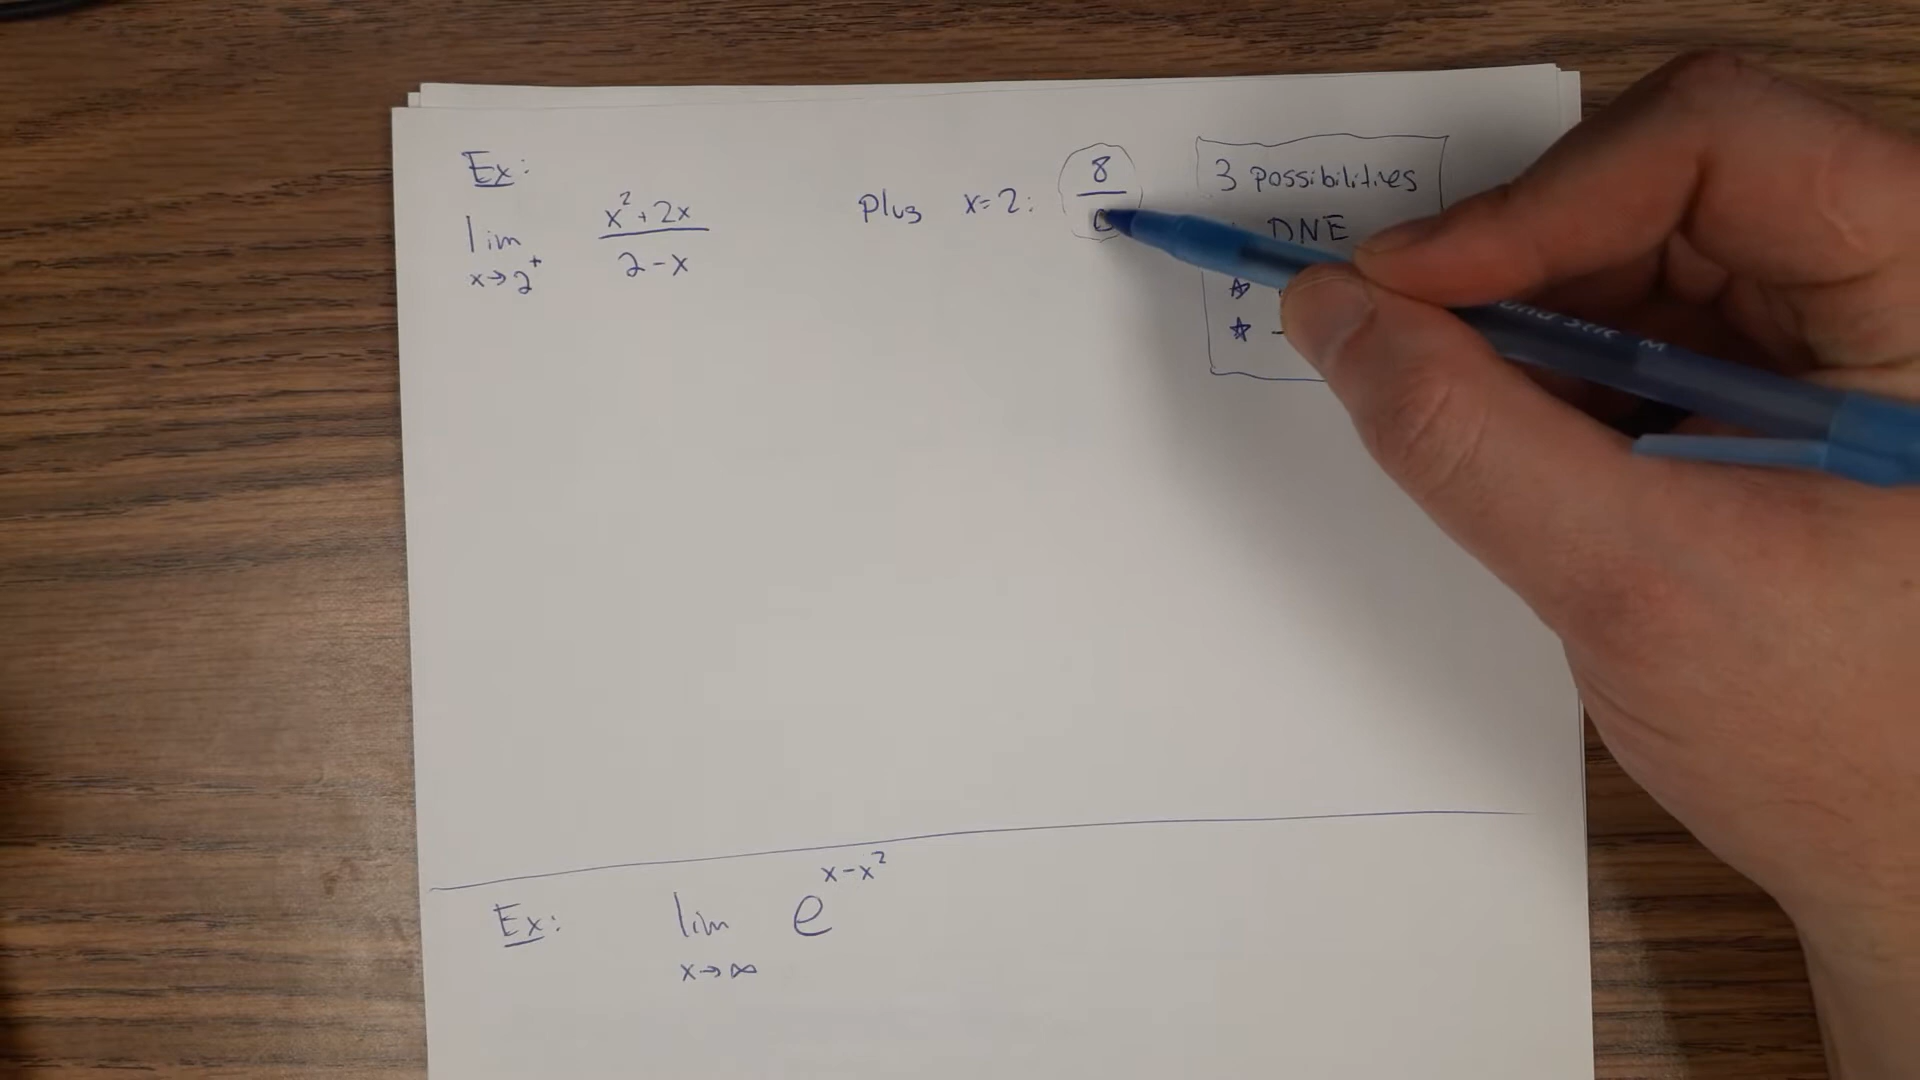 Ex:
lim x→2⁺ (x²+2x)/(2-x)
Plug x=2: 8/0
3 possibilities
DNE
Ex: lim x→∞ e^(x-x²)